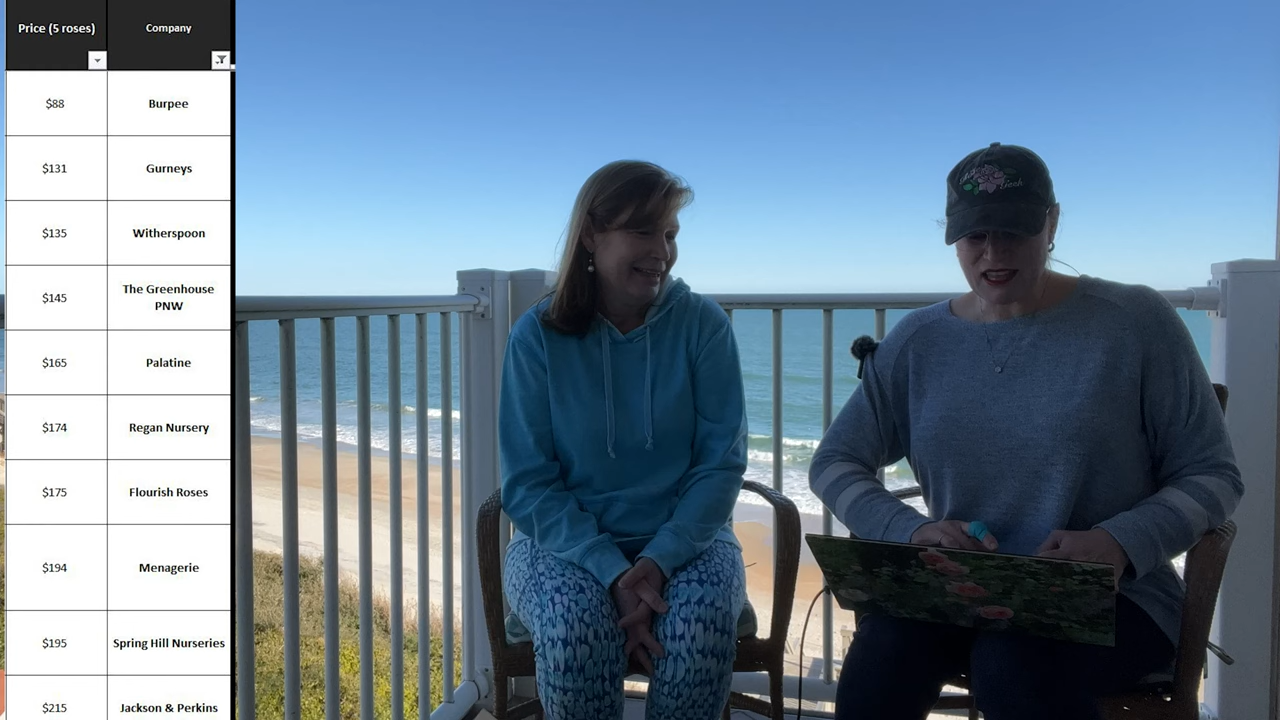 Price (5 roses) Company
$88 Burpee
$131 Gurneys
$135 Witherspoon
$145 The Greenhouse
PNW
$165 Palatine
$174 Regan Nursery
$175 Flourish Roses
$194 Menagerie
$195 Spring Hill Nurseries
$215 Jackson & Perkins